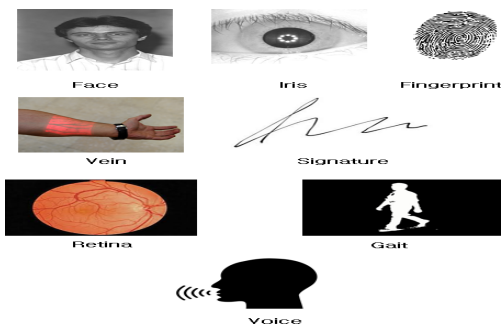 Face Iris Fingerprint
Vein Signature
Retina Gait
Voice